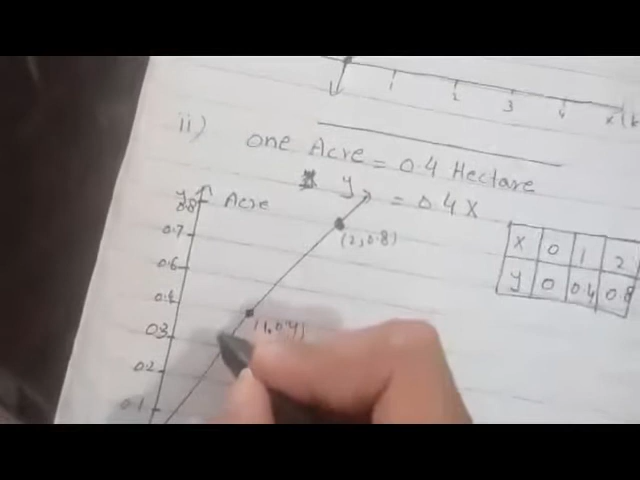 1 2 3 4 x
ii) One Acre = 0.4 Hectare
y = 0.4x
y Acre
0.8
0.7
0.6
0.4
0.3
0.2
0.1
(2,0.8)
(1,0.4)
x 0 1 2
y 0 0.4 0.8